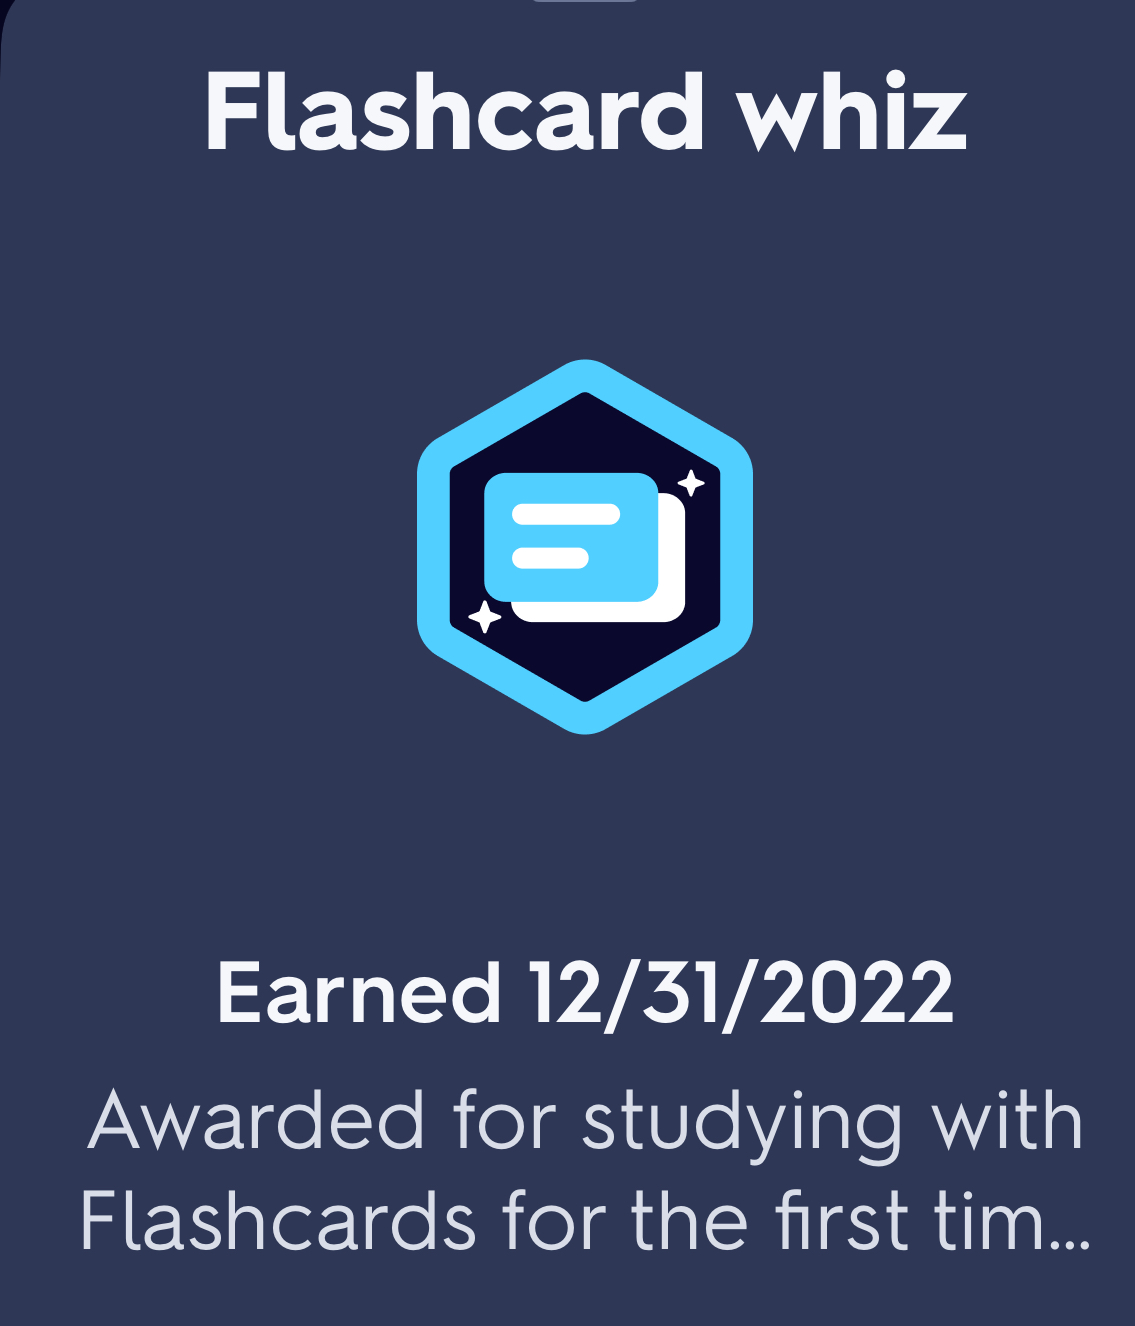 Flashcard whiz
Earned 12/31/2022
Awarded for studying with
Flashcards for the first tim...